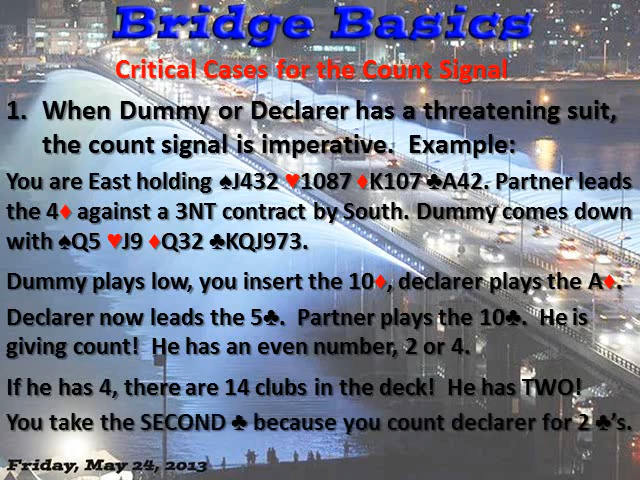 Bridge Basics
Critical Cases for the Count Signal
1. When Dummy or Declarer has a threatening suit,
the count signal is imperative. Example:
You are East holding ♠J432 ♥1087 ♦K107 ♣A42. Partner leads
the 4♦ against a 3NT contract by South. Dummy comes down
with ♠Q5 ♥J9 ♦Q32 ♣KQJ973.
Dummy plays low, you insert the 10♦, declarer plays the A♦.
Declarer now leads the 5♣. Partner plays the 10♣. He is
giving count! He has an even number, 2 or 4.
If he has 4, there are 14 clubs in the deck! He has TWO!
You take the SECOND ♣ because you count declarer for 2 ♣'s.
Friday, May 24, 2013